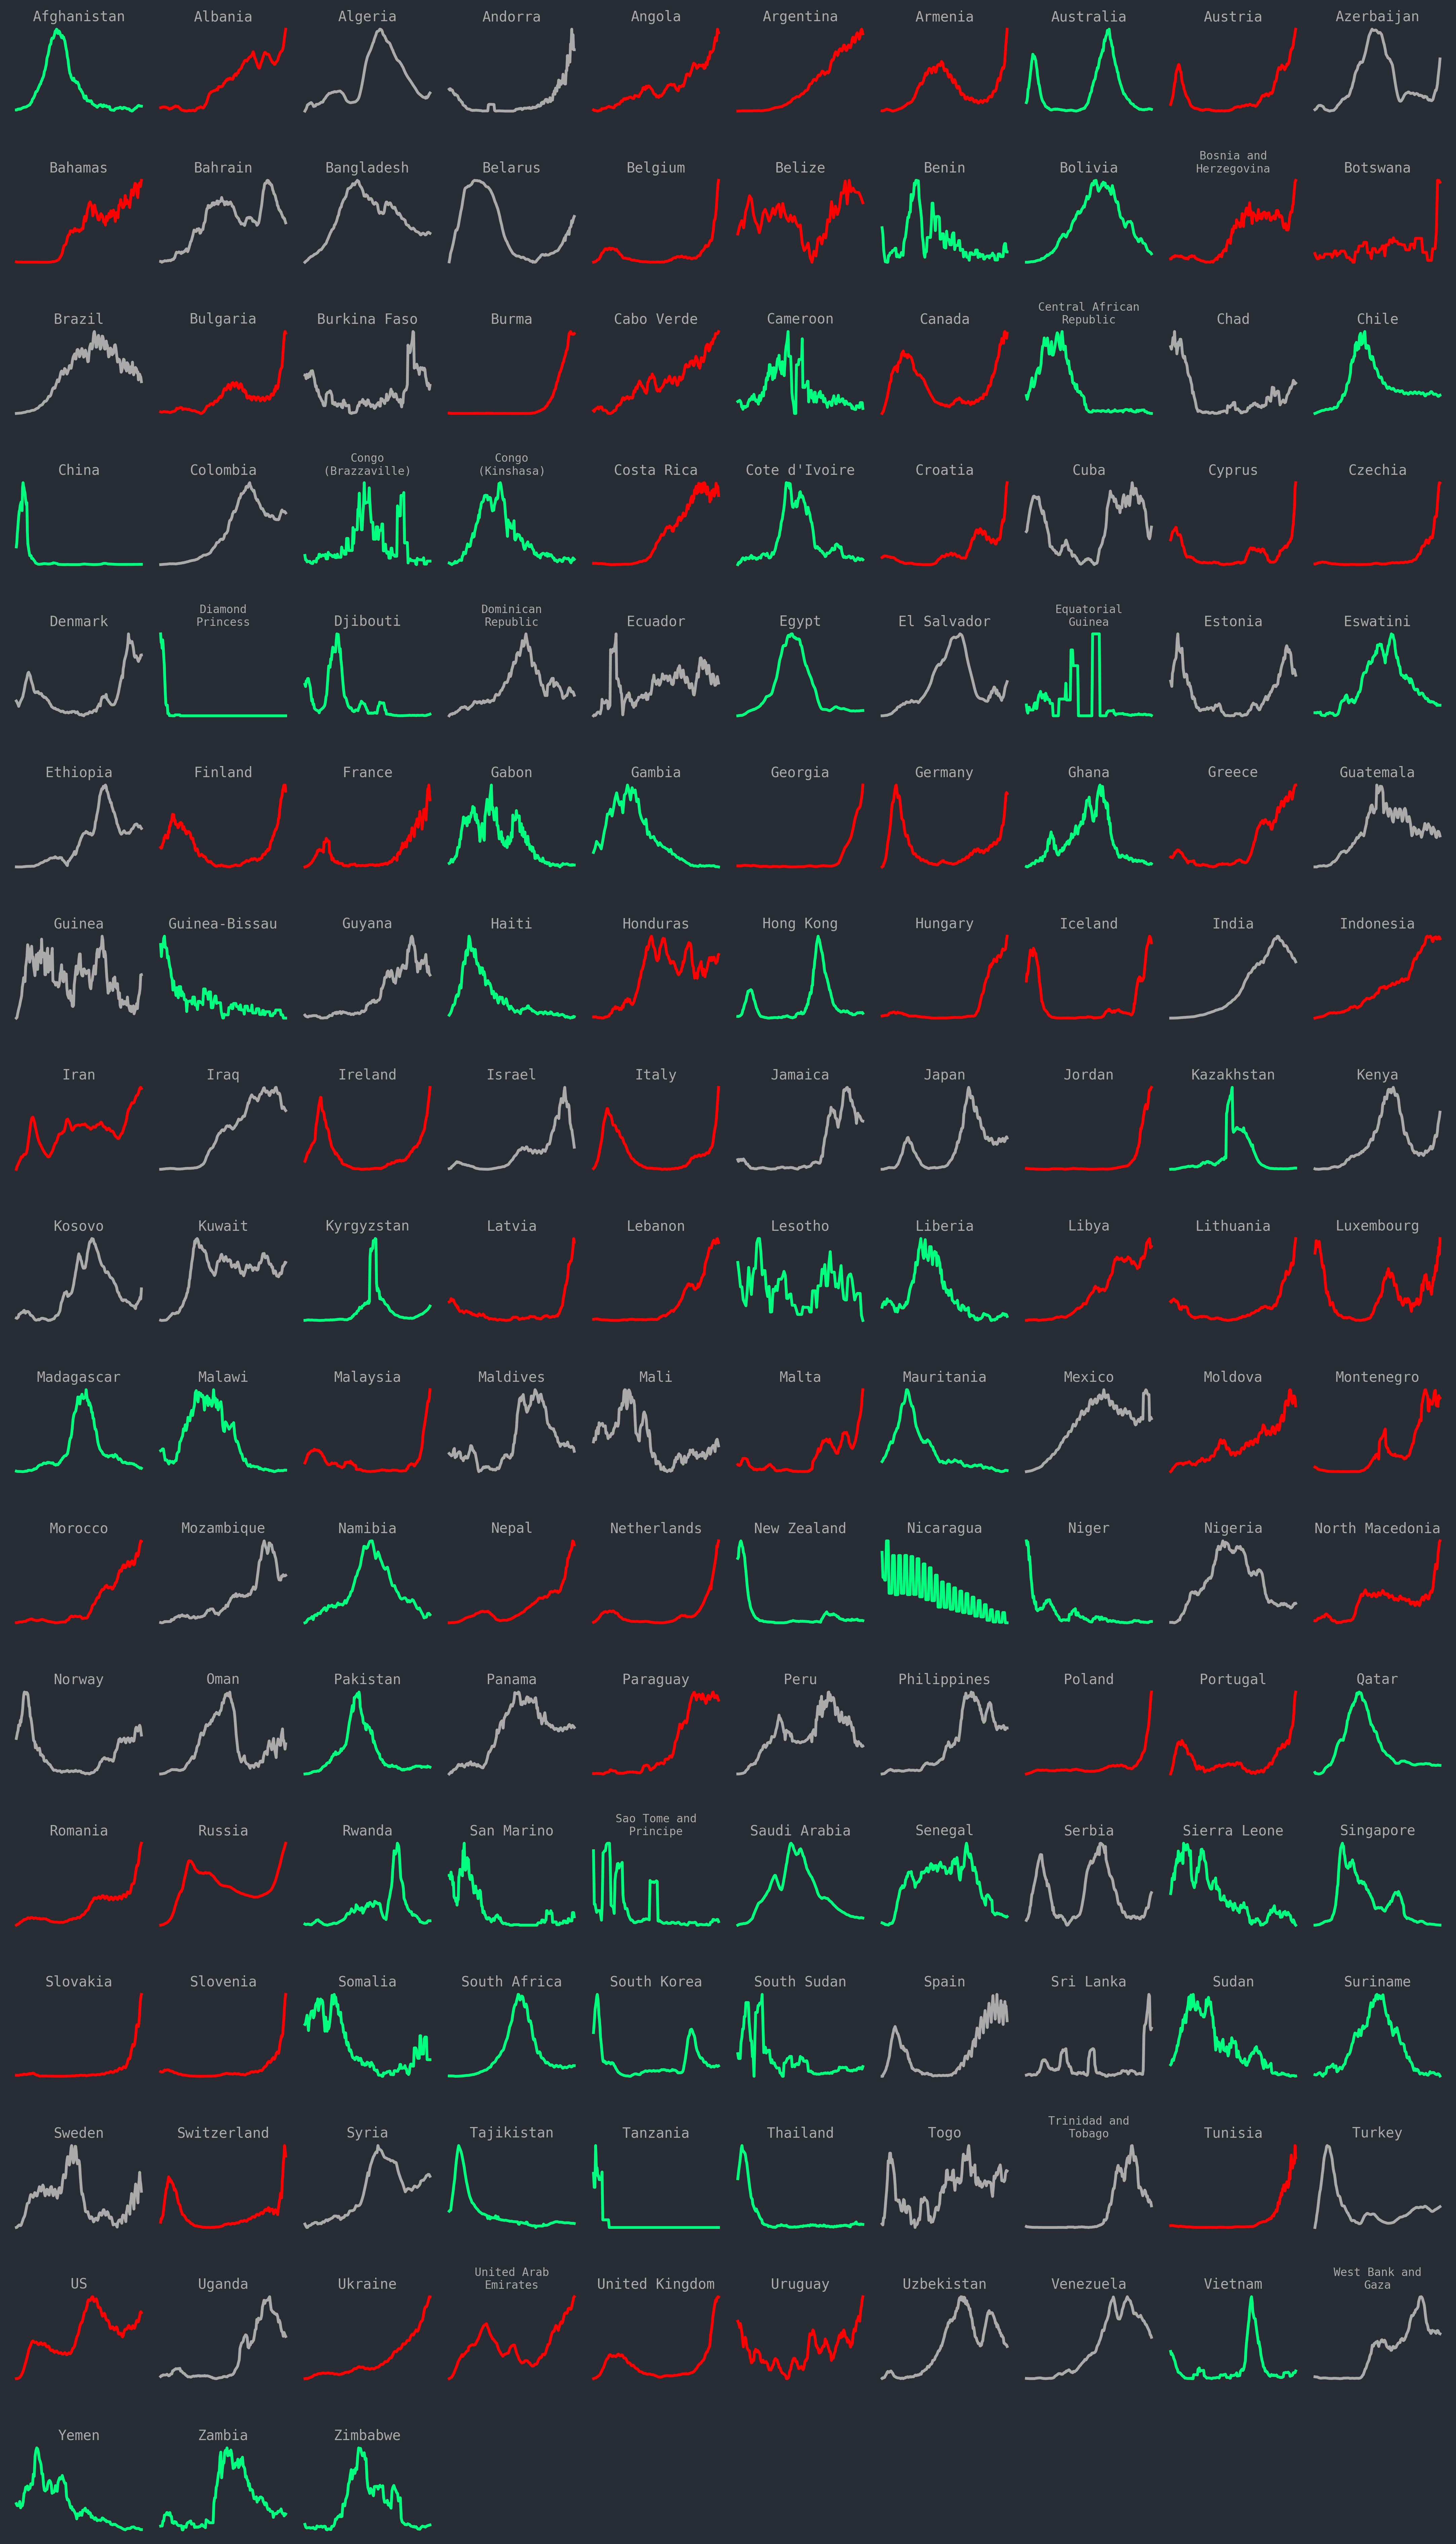 Afghanistan
Albania
Algeria
Andorra
Angola
Argentina
Armenia
Australia
Austria
Azerbaijan
Bahamas
Bahrain
Bangladesh
Belarus
Belgium
Belize
Benin
Bolivia
Bosnia and
Herzegovina
Botswana
Brazil
Bulgaria
Burkina Faso
Burma
Cabo Verde
Cameroon
Canada
Central African
Republic
Chad
Chile
China
Colombia
Congo
(Brazzaville)
Congo
(Kinshasa)
Costa Rica
Cote d'Ivoire
Croatia
Cuba
Cyprus
Czechia
Denmark
Diamond
Princess
Djibouti
Dominican
Republic
Ecuador
Egypt
El Salvador
Equatorial
Guinea
Estonia
Eswatini
Ethiopia
Finland
France
Gabon
Gambia
Georgia
Germany
Ghana
Greece
Guatemala
Guinea
Guinea-Bissau
Guyana
Haiti
Honduras
Hong Kong
Hungary
Iceland
India
Indonesia
Iran
Iraq
Ireland
Israel
Italy
Jamaica
Japan
Jordan
Kazakhstan
Kenya
Kosovo
Kuwait
Kyrgyzstan
Latvia
Lebanon
Lesotho
Liberia
Libya
Lithuania
Luxembourg
Madagascar
Malawi
Malaysia
Maldives
Mali
Malta
Mauritania
Mexico
Moldova
Montenegro
Morocco
Mozambique
Namibia
Nepal
Netherlands
New Zealand
Nicaragua
Niger
Nigeria
North Macedonia
Norway
Oman
Pakistan
Panama
Paraguay
Peru
Philippines
Poland
Portugal
Qatar
Romania
Russia
Rwanda
San Marino
Sao Tome and
Principe
Saudi Arabia
Senegal
Serbia
Sierra Leone
Singapore
Slovakia
Slovenia
Somalia
South Africa
South Korea
South Sudan
Spain
Sri Lanka
Sudan
Suriname
Sweden
Switzerland
Syria
Tajikistan
Tanzania
Thailand
Togo
Trinidad and
Tobago
Tunisia
Turkey
US
Uganda
Ukraine
United Arab
Emirates
United Kingdom
Uruguay
Uzbekistan
Venezuela
Vietnam
West Bank and
Gaza
Yemen
Zambia
Zimbabwe